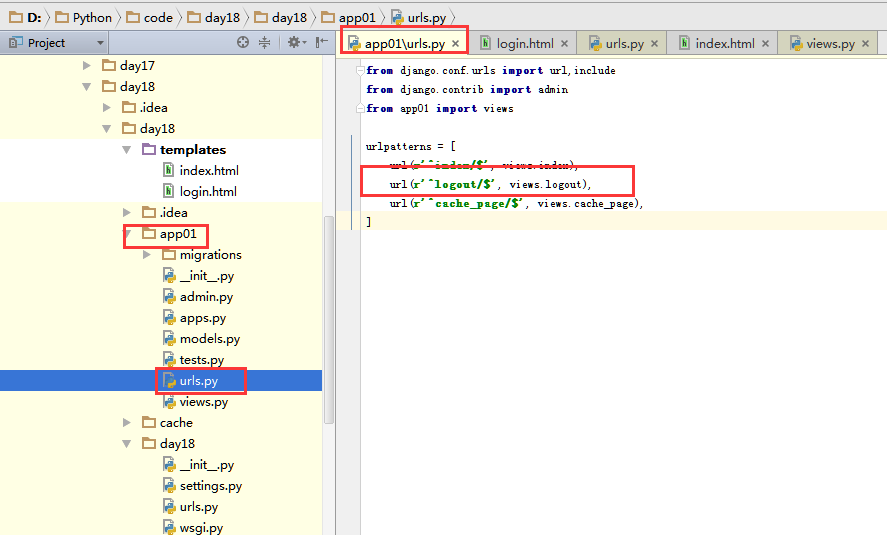 D: Python code day18 day18 app01 urls.py
Project
app01\urls.py login.html urls.py index.html views.py
day17
day18
.idea
day18
templates
index.html
login.html
.idea
app01
migrations
__init__.py
admin.py
apps.py
models.py
tests.py
urls.py
views.py
cache
day18
__init__.py
settings.py
urls.py
wsgi.py
from django.conf.urls import url,include
from django.contrib import admin
from app01 import views
urlpatterns = [
url(r'^index/$', views.index),
url(r'^logout/$', views.logout),
url(r'^cache_page/$', views.cache_page),
]